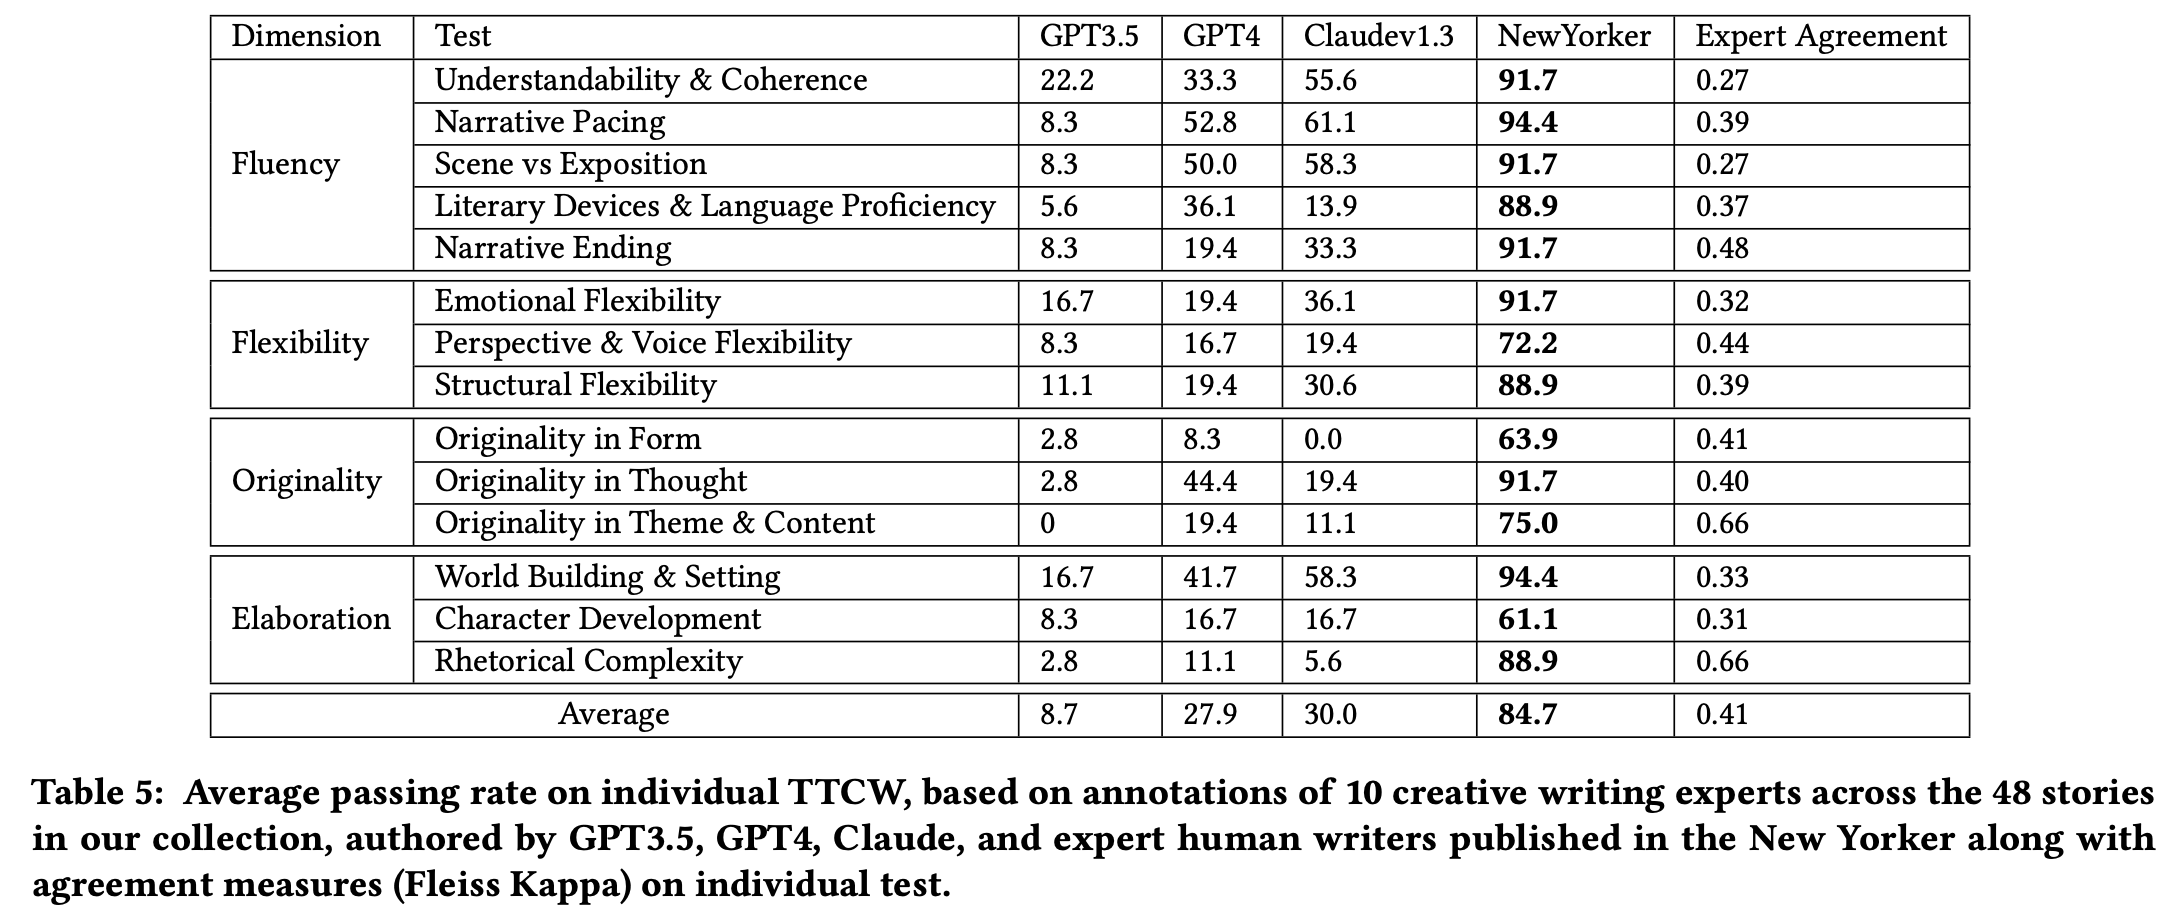 Dimension Test GPT3.5 GPT4 Claudev1.3 NewYorker Expert Agreement
Fluency
Understandability & Coherence 22.2 33.3 55.6 91.7 0.27
Narrative Pacing 8.3 52.8 61.1 94.4 0.39
Scene vs Exposition 8.3 50.0 58.3 91.7 0.27
Literary Devices & Language Proficiency 5.6 36.1 13.9 88.9 0.37
Narrative Ending 8.3 19.4 33.3 91.7 0.48
Flexibility
Emotional Flexibility 16.7 19.4 36.1 91.7 0.32
Perspective & Voice Flexibility 8.3 16.7 19.4 72.2 0.44
Structural Flexibility 11.1 19.4 30.6 88.9 0.39
Originality
Originality in Form 2.8 8.3 0.0 63.9 0.41
Originality in Thought 2.8 44.4 19.4 91.7 0.40
Originality in Theme & Content 0 19.4 11.1 75.0 0.66
Elaboration
World Building & Setting 16.7 41.7 58.3 94.4 0.33
Character Development 8.3 16.7 16.7 61.1 0.31
Rhetorical Complexity 2.8 11.1 5.6 88.9 0.66
Average 8.7 27.9 30.0 84.7 0.41
Table 5: Average passing rate on individual TTCW, based on annotations of 10 creative writing experts across the 48 stories
in our collection, authored by GPT3.5, GPT4, Claude, and expert human writers published in the New Yorker along with
agreement measures (Fleiss Kappa) on individual test.